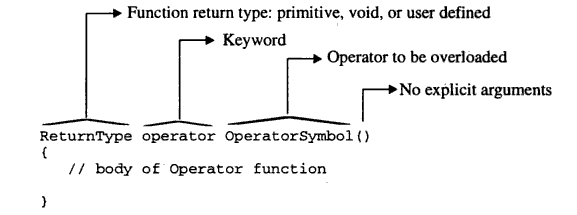 Function return type: primitive, void, or user defined
Keyword
Operator to be overloaded
No explicit arguments
ReturnType operator OperatorSymbol()
{
// body of Operator function
}